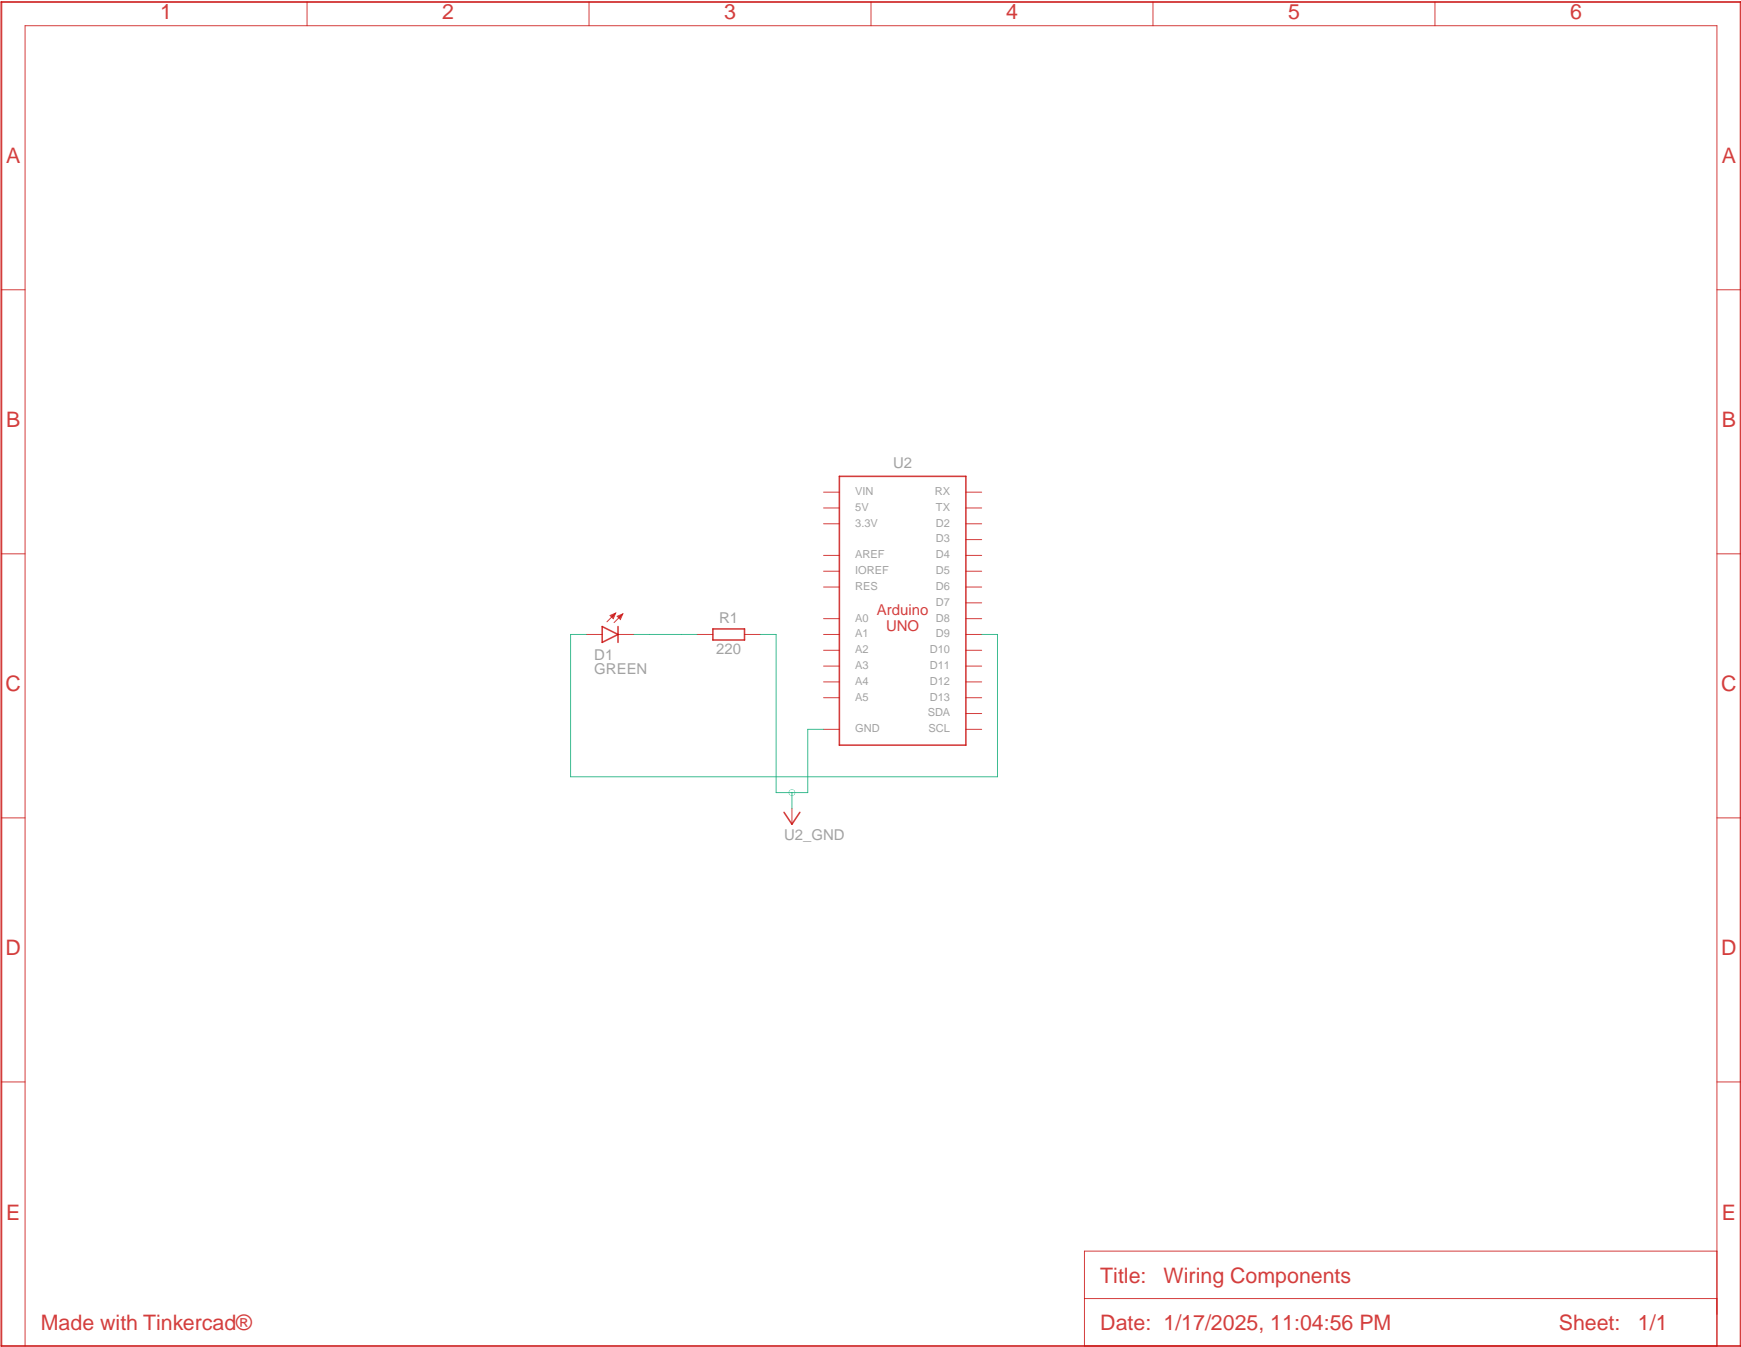 1 2 3 4 5 6
A A
B B
U2
VIN RX
5V TX
3.3V D2
D3
AREF D4
IOREF D5
RES D6
D7
Arduino
UNO
A0 D8
A1 D9
A2 D10
A3 D11
A4 D12
A5 D13
SDA
GND SCL
R1
220
D1
GREEN
C C
U2_GND
D D
E E
Title: Wiring Components
Made with Tinkercad®
Date: 1/17/2025, 11:04:56 PM Sheet: 1/1